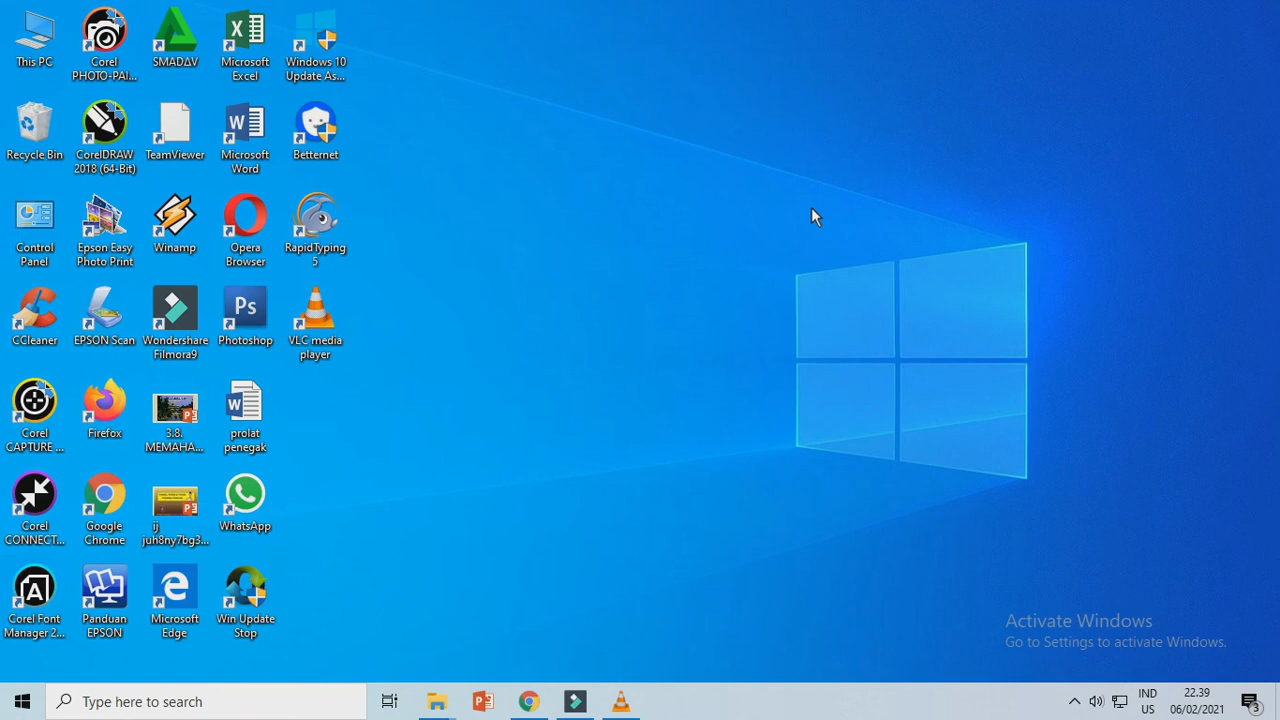 This PC
Corel
PHOTO-PAI...
SMADΔV
Microsoft
Excel
Windows 10
Update As...
Recycle Bin
CorelDRAW
2018 (64-Bit)
TeamViewer
Microsoft
Word
Betternet
Control
Panel
Epson Easy
Photo Print
Winamp
Opera
Browser
RapidTyping
5
CCleaner
EPSON Scan
Wondershare
Filmora9
Photoshop
VLC media
player
Corel
CAPTURE ...
Firefox
3.8.
MEMAHA...
prolat
penegak
Corel
CONNECT...
Google
Chrome
ij
juh8ny7bg3...
WhatsApp
Corel Font
Manager 2...
Panduan
EPSON
Microsoft
Edge
Win Update
Stop
Activate Windows
Go to Settings to activate Windows.
Type here to search
IND
US
22.39
06/02/2021
3